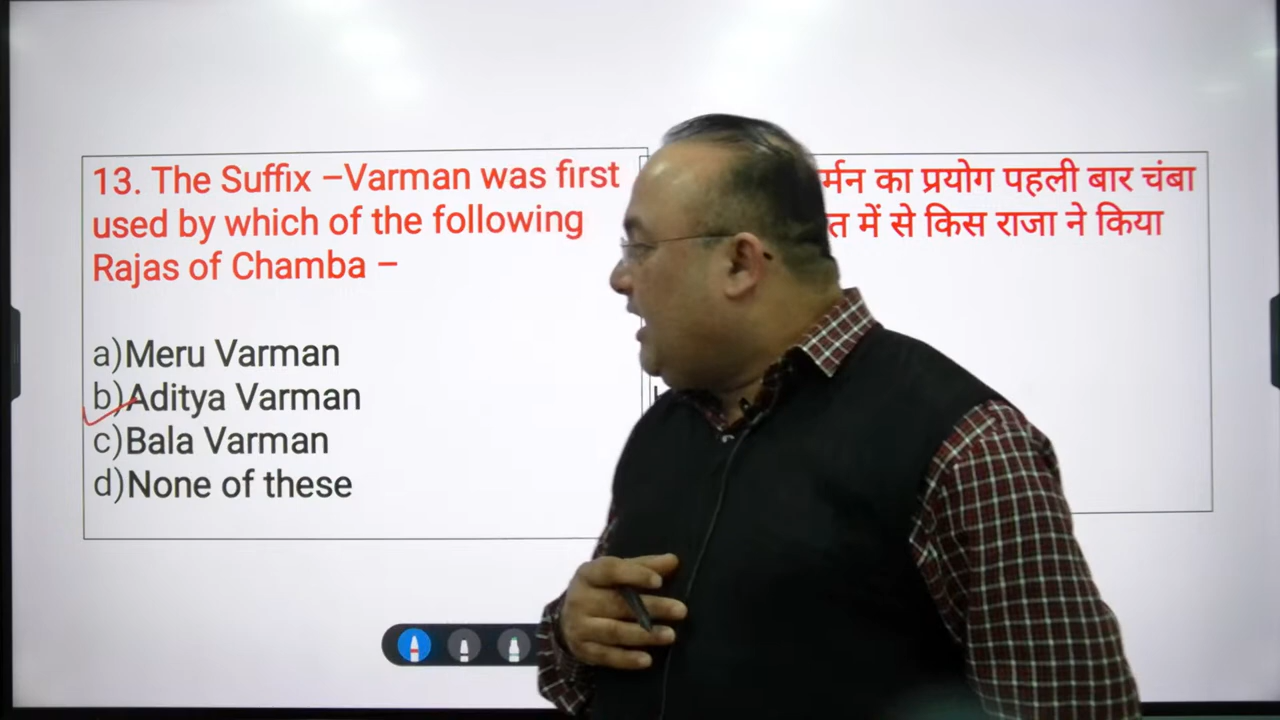 13. The Suffix –Varman was first
used by which of the following
Rajas of Chamba –
a)Meru Varman
b)Aditya Varman
c)Bala Varman
d)None of these
का प्रयोग पहली बार चंबा
में से किस राजा ने किया